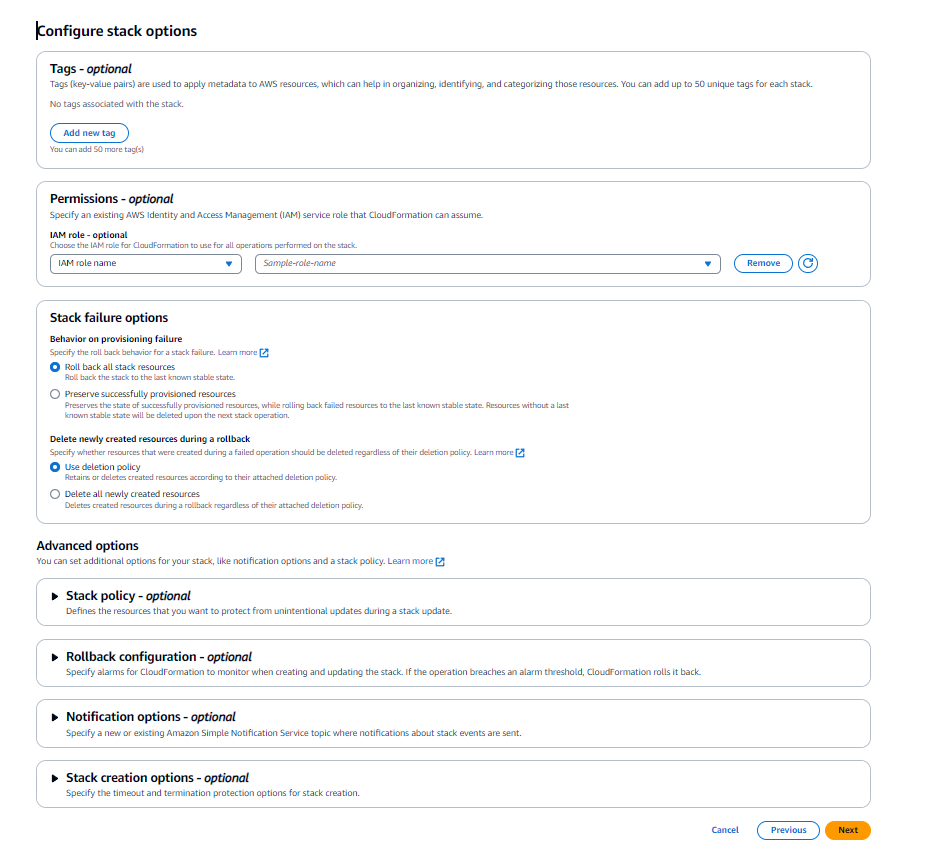 Configure stack options
Tags - optional
Tags (key-value pairs) are used to apply metadata to AWS resources, which can help in organizing, identifying, and categorizing those resources. You can add up to 50 unique tags for each stack.
No tags associated with the stack.
Add new tag
You can add 50 more tag(s)
Permissions - optional
Specify an existing AWS Identity and Access Management (IAM) service role that CloudFormation can assume.
IAM role - optional
Choose the IAM role for CloudFormation to use for all operations performed on the stack.
IAM role name Sample-role-name Remove
Stack failure options
Behavior on provisioning failure
Specify the roll back behavior for a stack failure. Learn more
Roll back all stack resources
Roll back the stack to the last known stable state.
Preserve successfully provisioned resources
Preserves the state of successfully provisioned resources, while rolling back failed resources to the last known stable state. Resources without a last
known stable state will be deleted upon the next stack operation.
Delete newly created resources during a rollback
Specify whether resources that were created during a failed operation should be deleted regardless of their deletion policy. Learn more
Use deletion policy
Retains or deletes created resources according to their attached deletion policy.
Delete all newly created resources
Deletes created resources during a rollback regardless of their attached deletion policy.
Advanced options
You can set additional options for your stack, like notification options and a stack policy. Learn more
Stack policy - optional
Defines the resources that you want to protect from unintentional updates during a stack update.
Rollback configuration - optional
Specify alarms for CloudFormation to monitor when creating and updating the stack. If the operation breaches an alarm threshold, CloudFormation rolls it back.
Notification options - optional
Specify a new or existing Amazon Simple Notification Service topic where notifications about stack events are sent.
Stack creation options - optional
Specify the timeout and termination protection options for stack creation.
Cancel Previous Next